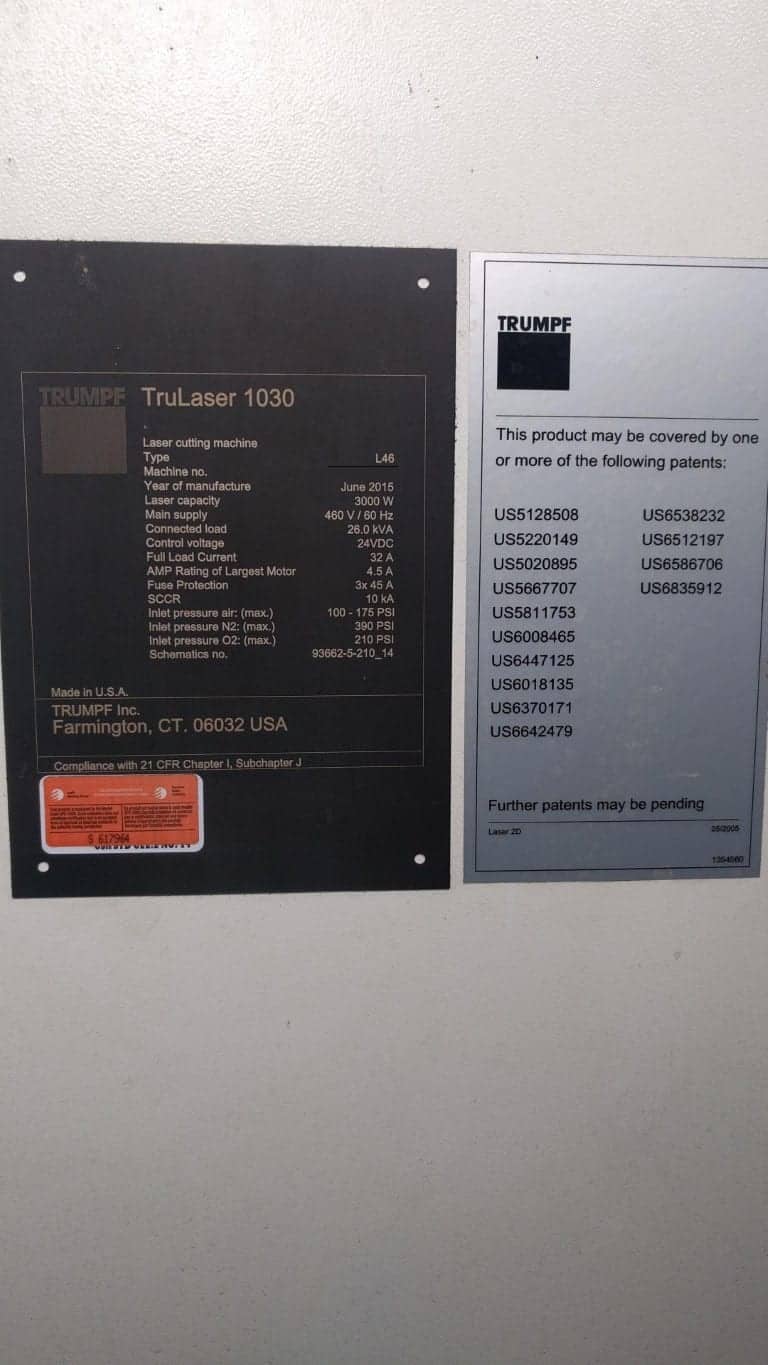 TRUMPF
TruLaser 1030
Laser cutting machine
Type L46
Machine no.
Year of manufacture June 2015
Laser capacity 3000 W
Main supply 460 V / 60 Hz
Connected load 26.0 kVA
Control voltage 24VDC
Full Load Current 32 A
AMP Rating of Largest Motor 4.5 A
Fuse Protection 3x 45 A
SCCR 10 kA
Inlet pressure air: (max.) 100 - 175 PSI
Inlet pressure N2: (max.) 390 PSI
Inlet pressure O2: (max.) 210 PSI
Schematics no. 93662-5-210_14
Made in U.S.A.
TRUMPF Inc.
Farmington, CT. 06032 USA
Compliance with 21 CFR Chapter I, Subchapter J
S 617964
TRUMPF
This product may be covered by one
or more of the following patents:
US5128508 US6538232
US5220149 US6512197
US5020895 US6586706
US5667707 US6835912
US5811753
US6008465
US6447125
US6018135
US6370171
US6642479
Further patents may be pending
Laser 2D 05/2005